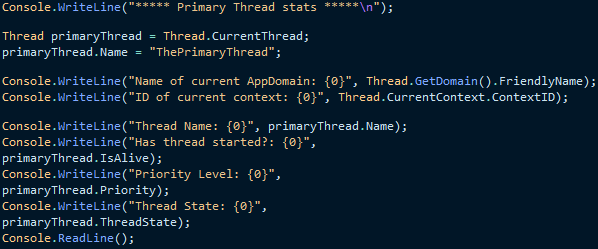 Console.WriteLine("***** Primary Thread stats *****\n");
Thread primaryThread = Thread.CurrentThread;
primaryThread.Name = "ThePrimaryThread";
Console.WriteLine("Name of current AppDomain: {0}", Thread.GetDomain().FriendlyName);
Console.WriteLine("ID of current context: {0}", Thread.CurrentContext.ContextID);
Console.WriteLine("Thread Name: {0}", primaryThread.Name);
Console.WriteLine("Has thread started?: {0}",
primaryThread.IsAlive);
Console.WriteLine("Priority Level: {0}",
primaryThread.Priority);
Console.WriteLine("Thread State: {0}",
primaryThread.ThreadState);
Console.ReadLine();